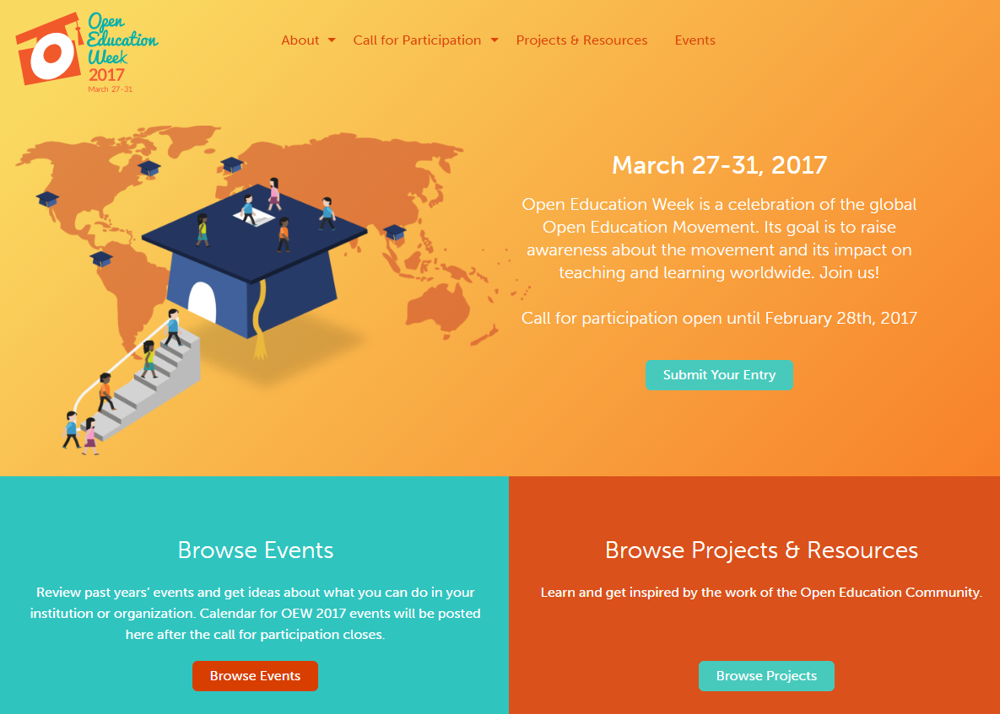 Open
Education
Week
2017
March 27-31
About
Call for Participation
Projects & Resources
Events
March 27-31, 2017
Open Education Week is a celebration of the global
Open Education Movement. Its goal is to raise
awareness about the movement and its impact on
teaching and learning worldwide. Join us!
Call for participation open until February 28th, 2017
Submit Your Entry
Browse Events
Review past years’ events and get ideas about what you can do in your
institution or organization. Calendar for OEW 2017 events will be posted
here after the call for participation closes.
Browse Events
Browse Projects & Resources
Learn and get inspired by the work of the Open Education Community.
Browse Projects